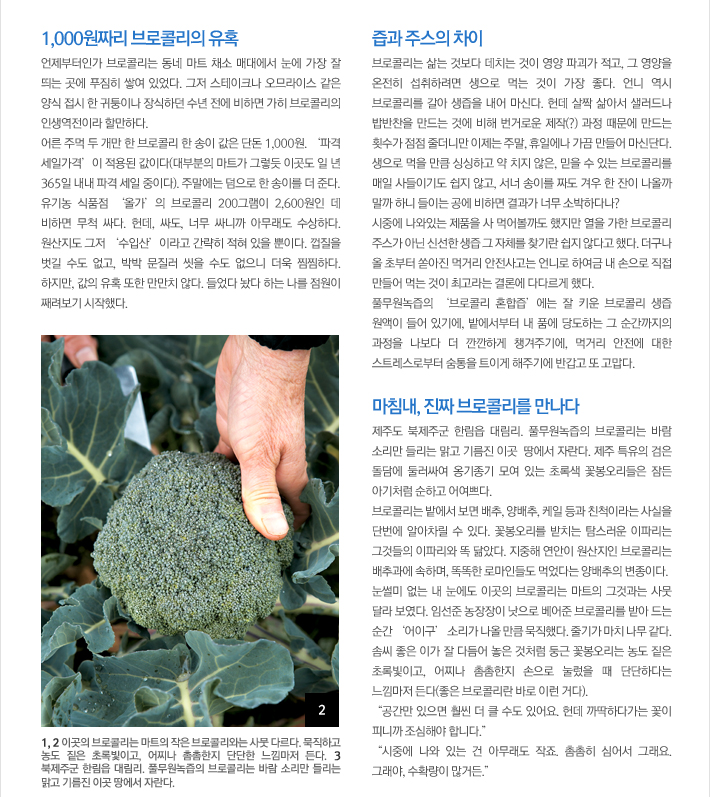 1,000원짜리 브로콜리의 유혹
언제부터인가 브로콜리는 동네 마트 채소 매대에서 눈에 가장 잘
띄는 곳에 푸짐히 쌓여 있었다. 그저 스테이크나 오므라이스 같은
양식 접시 한 귀퉁이나 장식하던 수년 전에 비하면 가히 브로콜리의
인생역전이라 할만하다.
어른 주먹 두 개만 한 브로콜리 한 송이 값은 단돈 1,000원. ‘파격
세일가격’이 적용된 값이다(대부분의 마트가 그렇듯 이곳도 일 년
365일 내내 파격 세일 중이다). 주말에는 덤으로 한 송이를 더 준다.
유기농 식품점 ‘올가’의 브로콜리 200그램이 2,600원인 데
비하면 무척 싸다. 헌데, 싸도, 너무 싸니까 아무래도 수상하다.
원산지도 그저 ‘수입산’이라고 간략히 적혀 있을 뿐이다. 껍질을
벗길 수도 없고, 박박 문질러 씻을 수도 없으니 더욱 찜찜하다.
하지만, 값의 유혹 또한 만만치 않다. 들었다 놨다 하는 나를 점원이
째려보기 시작했다.
2
1, 2 이곳의 브로콜리는 마트의 작은 브로콜리와는 사뭇 다르다. 묵직하고
농도 짙은 초록빛이고, 어찌나 촘촘한지 단단한 느낌마저 든다. 3
북제주군 한림읍 대림리. 풀무원녹즙의 브로콜리는 바람 소리만 들리는
맑고 기름진 이곳 땅에서 자란다.
즙과 주스의 차이
브로콜리는 삶는 것보다 데치는 것이 영양 파괴가 적고, 그 영양을
온전히 섭취하려면 생으로 먹는 것이 가장 좋다. 언니 역시
브로콜리를 갈아 생즙을 내어 마신다. 헌데 살짝 삶아서 샐러드나
밥반찬을 만드는 것에 비해 번거로운 제작(?) 과정 때문에 만드는
횟수가 점점 줄더니만 이제는 주말, 휴일에나 가끔 만들어 마신단다.
생으로 먹을 만큼 싱싱하고 약 치지 않은, 믿을 수 있는 브로콜리를
매일 사들이기도 쉽지 않고, 서너 송이를 짜도 겨우 한 잔이 나올까
말까 하니 들이는 공에 비하면 결과가 너무 소박하다나?
시중에 나와있는 제품을 사 먹어볼까도 했지만 열을 가한 브로콜리
주스가 아닌 신선한 생즙 그 자체를 찾기란 쉽지 않다고 했다. 더구나
올 초부터 쏟아진 먹거리 안전사고는 언니로 하여금 내 손으로 직접
만들어 먹는 것이 최고라는 결론에 다다르게 했다.
풀무원녹즙의 ‘브로콜리 혼합즙’에는 잘 키운 브로콜리 생즙
원액이 들어 있기에, 밭에서부터 내 품에 당도하는 그 순간까지의
과정을 나보다 더 깐깐하게 챙겨주기에, 먹거리 안전에 대한
스트레스로부터 숨통을 트이게 해주기에 반갑고 또 고맙다.
마침내, 진짜 브로콜리를 만나다
제주도 북제주군 한림읍 대림리. 풀무원녹즙의 브로콜리는 바람
소리만 들리는 맑고 기름진 이곳 땅에서 자란다. 제주 특유의 검은
돌담에 둘러싸여 옹기종기 모여 있는 초록색 꽃봉오리들은 잠든
아기처럼 순하고 어여쁘다.
브로콜리는 밭에서 보면 배추, 양배추, 케일 등과 친척이라는 사실을
단번에 알아차릴 수 있다. 꽃봉오리를 받치는 탐스러운 이파리는
그것들의 이파리와 똑 닮았다. 지중해 연안이 원산지인 브로콜리는
배추과에 속하며, 똑똑한 로마인들도 먹었다는 양배추의 변종이다.
눈썰미 없는 내 눈에도 이곳의 브로콜리는 마트의 그것과는 사뭇
달라 보였다. 임선준 농장장이 낫으로 베어준 브로콜리를 받아 드는
순간 ‘어이구’ 소리가 나올 만큼 묵직했다. 줄기가 마치 나무 같다.
솜씨 좋은 이가 잘 다듬어 놓은 것처럼 둥근 꽃봉오리는 농도 짙은
초록빛이고, 어찌나 촘촘한지 손으로 눌렀을 때 단단하다는
느낌마저 든다(좋은 브로콜리란 바로 이런 거다).
“공간만 있으면 훨씬 더 클 수도 있어요. 헌데 까딱하다가는 꽃이
피니까 조심해야 합니다.”
“시중에 나와 있는 건 아무래도 작죠. 촘촘히 심어서 그래요.
그래야, 수확량이 많거든.”